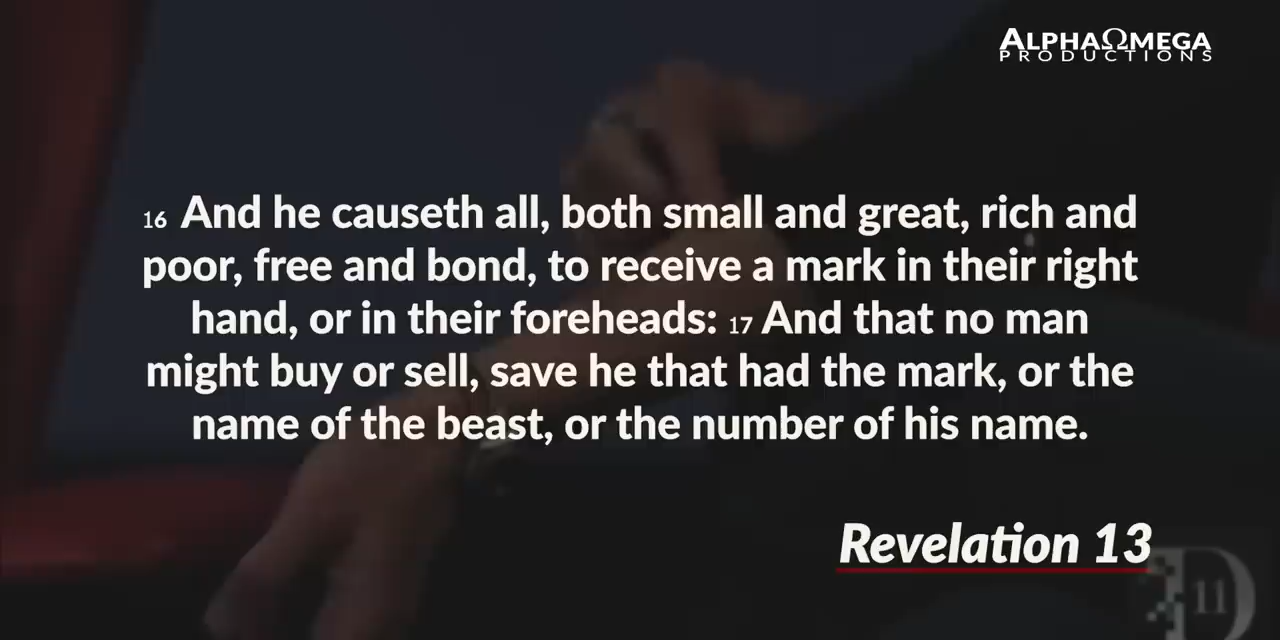 ALPHAΩMEGA
PRODUCTIONS
16 And he causeth all, both small and great, rich and
poor, free and bond, to receive a mark in their right
hand, or in their foreheads: 17 And that no man
might buy or sell, save he that had the mark, or the
name of the beast, or the number of his name.
Revelation 13
11